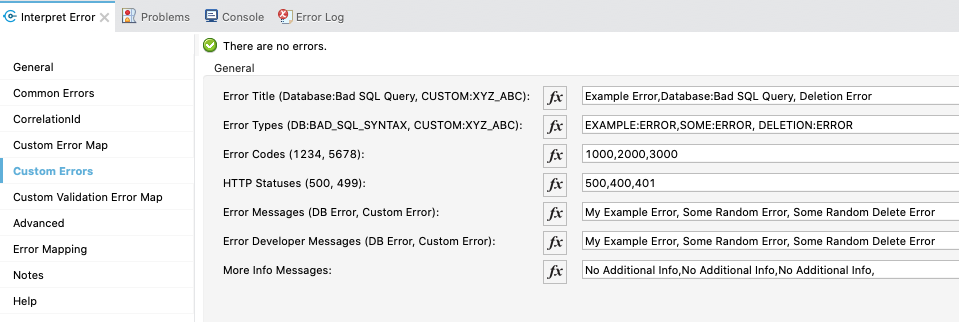 Interpret Error
Problems
Console
Error Log
There are no errors.
General
Common Errors
CorrelationId
Custom Error Map
Custom Errors
Custom Validation Error Map
Advanced
Error Mapping
Notes
Help
General
Error Title (Database:Bad SQL Query, CUSTOM:XYZ_ABC): fx Example Error,Database:Bad SQL Query, Deletion Error
Error Types (DB:BAD_SQL_SYNTAX, CUSTOM:XYZ_ABC): fx EXAMPLE:ERROR,SOME:ERROR, DELETION:ERROR
Error Codes (1234, 5678): fx 1000,2000,3000
HTTP Statuses (500, 499): fx 500,400,401
Error Messages (DB Error, Custom Error): fx My Example Error, Some Random Error, Some Random Delete Error
Error Developer Messages (DB Error, Custom Error): fx My Example Error, Some Random Error, Some Random Delete Error
More Info Messages: fx No Additional Info,No Additional Info,No Additional Info,